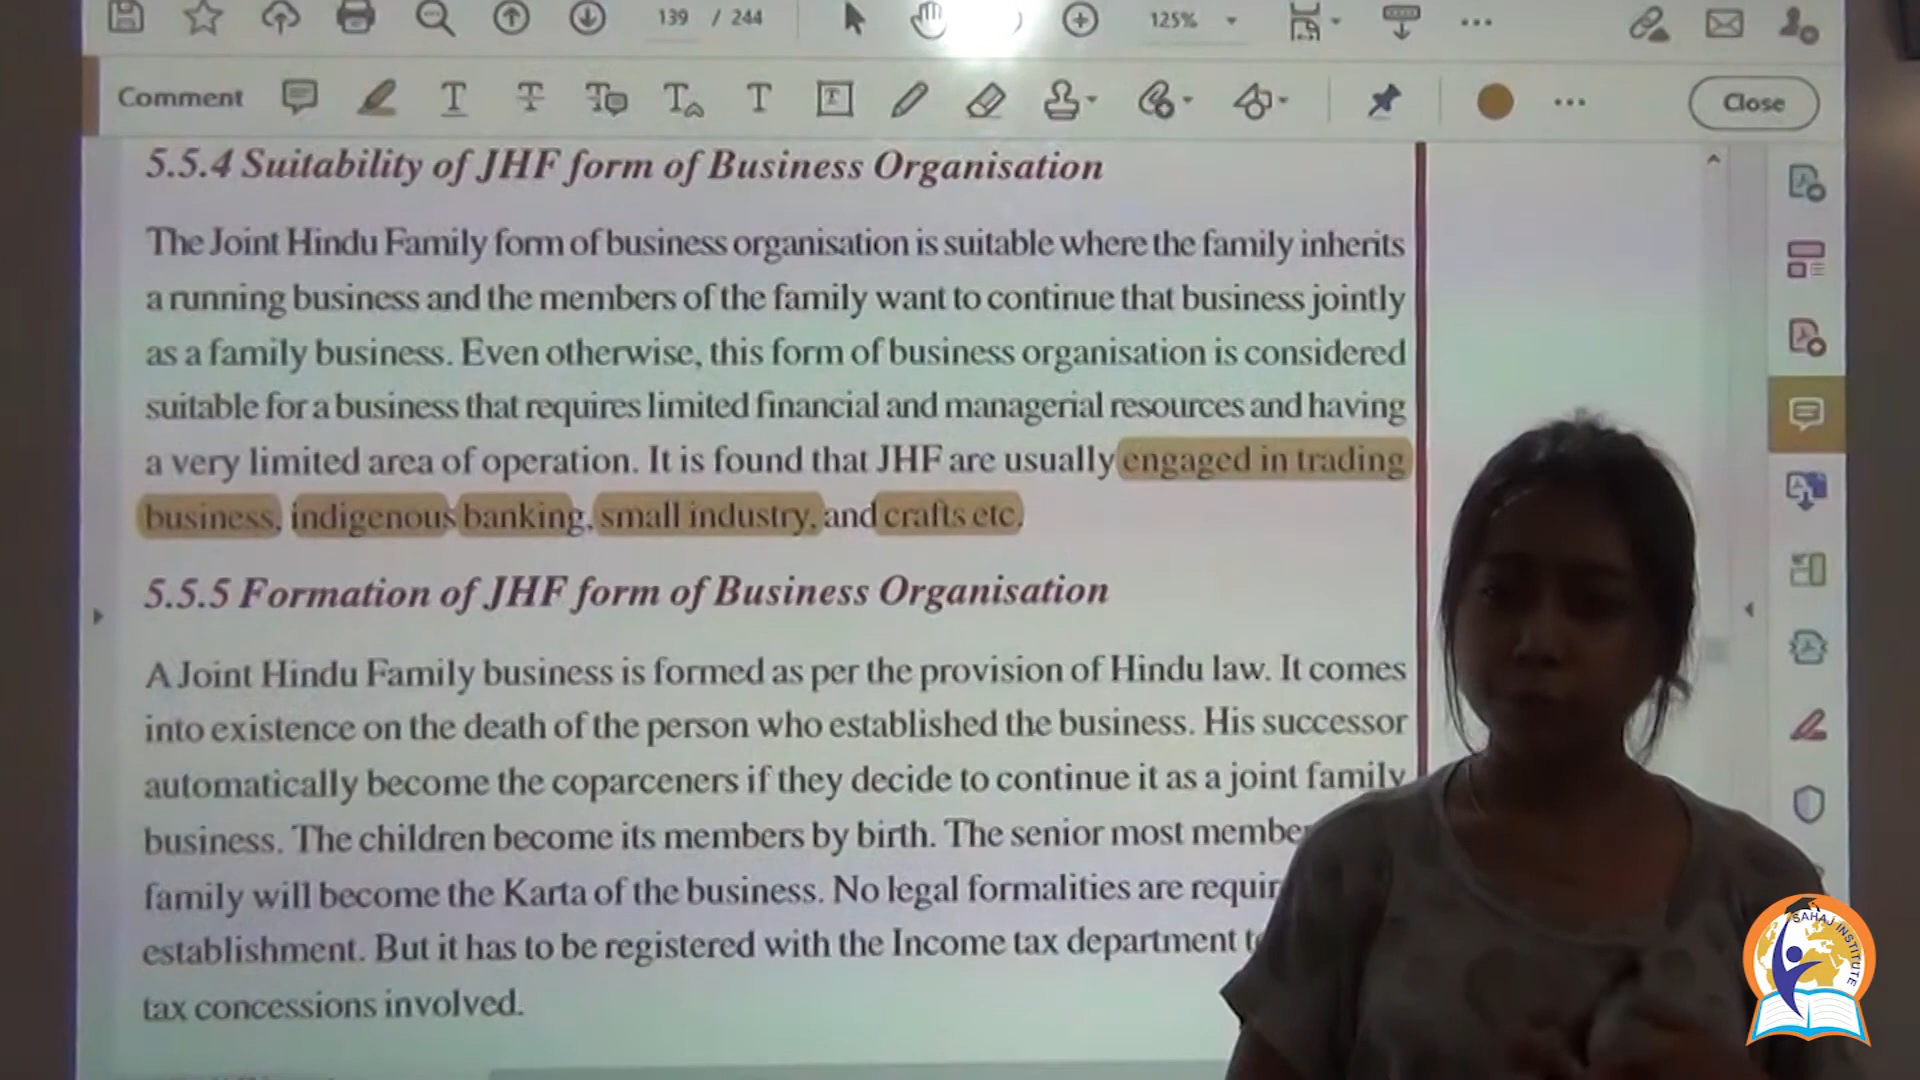 139 / 244
125%
Comment
Close
5.5.4 Suitability of JHF form of Business Organisation
The Joint Hindu Family form of business organisation is suitable where the family inherits
a running business and the members of the family want to continue that business jointly
as a family business. Even otherwise, this form of business organisation is considered
suitable for a business that requires limited financial and managerial resources and having
a very limited area of operation. It is found that JHF are usually engaged in trading
business, indigenous banking, small industry, and crafts etc.
5.5.5 Formation of JHF form of Business Organisation
A Joint Hindu Family business is formed as per the provision of Hindu law. It comes
into existence on the death of the person who established the business. His successor
automatically become the coparceners if they decide to continue it as a joint family
business. The children become its members by birth. The senior most member
family will become the Karta of the business. No legal formalities are
establishment. But it has to be registered with the Income tax department
tax concessions involved.
SAHAJ INSTITUTE